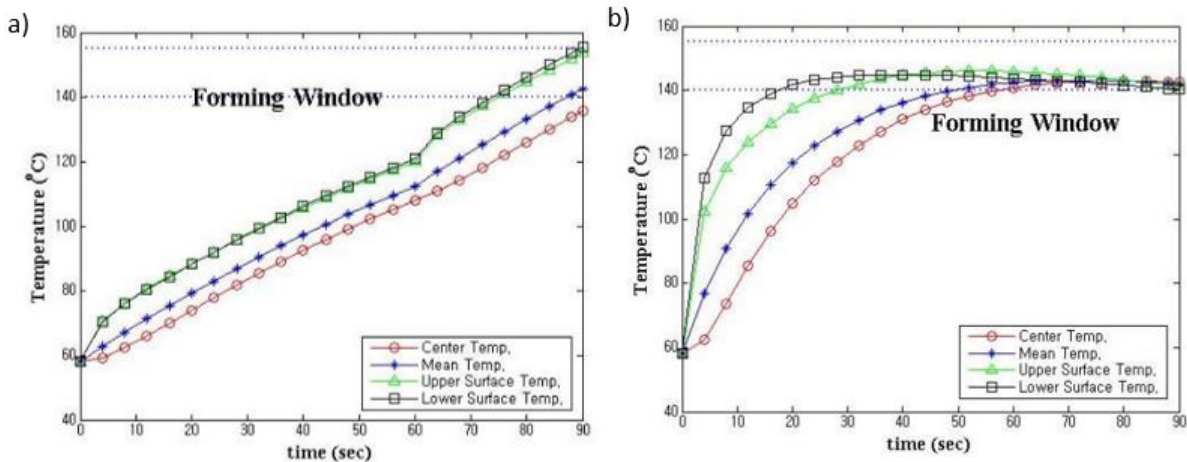 a)
160
140
120
100
80
60
40
0 10 20 30 40 50 60 70 80 90
Temperature (°C)
time (sec)
Forming Window
Center Temp,
Mean Temp,
Upper Surface Temp,
Lower Surface Temp,
b)
160
140
120
100
80
60
40
0 10 20 30 40 50 60 70 80 90
Temperature (°C)
time (sec)
Forming Window
Center Temp,
Mean Temp,
Upper Surface Temp,
Lower Surface Temp,